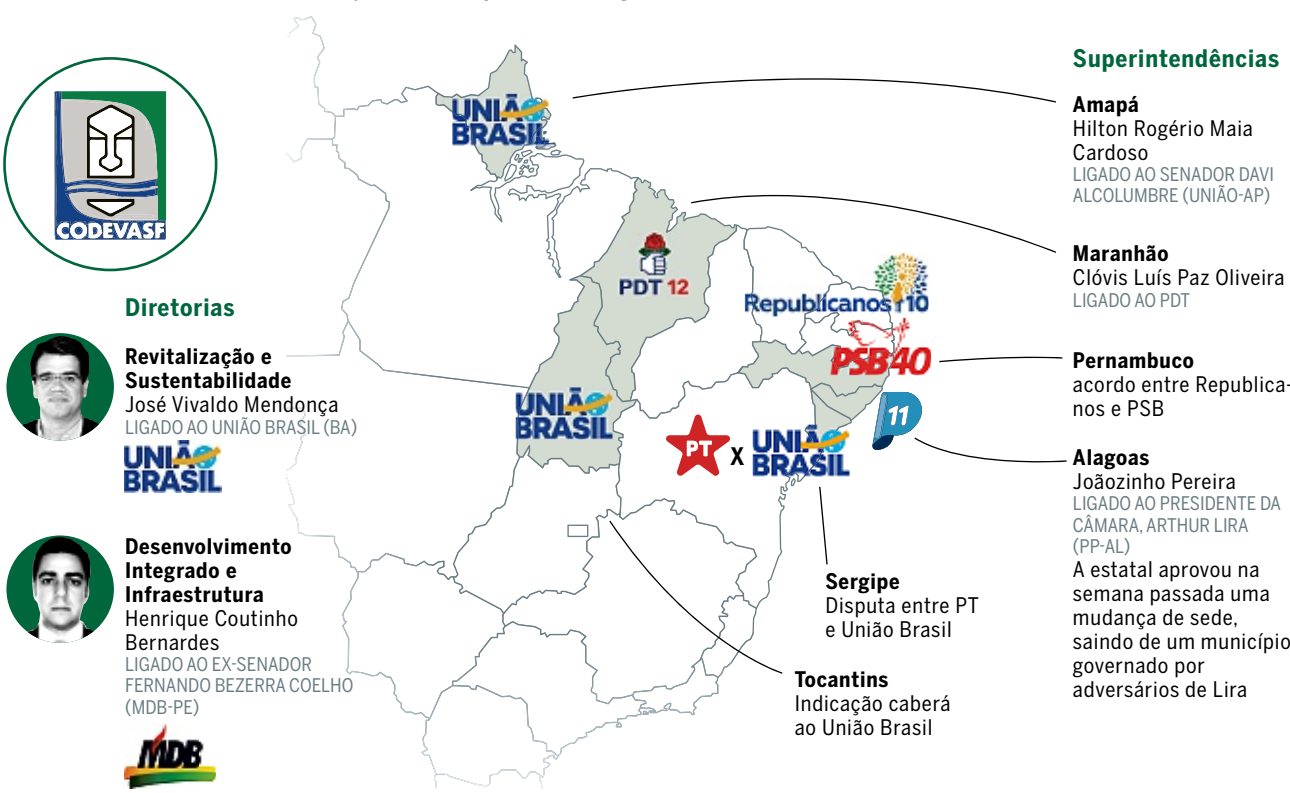 CODEVASF
Diretorias
Revitalização e
Sustentabilidade
José Vivaldo Mendonça
LIGADO AO UNIÃO BRASIL (BA)
UNIÃO
BRASIL
Desenvolvimento
Integrado e
Infraestrutura
Henrique Coutinho
Bernardes
LIGADO AO EX-SENADOR
FERNANDO BEZERRA COELHO
(MDB-PE)
MDB
UNIÃO
BRASIL
PDT 12
Republicanos 10
PSB 40
11
UNIÃO
BRASIL
PT X UNIÃO
BRASIL
Sergipe
Disputa entre PT
e União Brasil
Tocantins
Indicação caberá
ao União Brasil
Superintendências
Amapá
Hilton Rogério Maia
Cardoso
LIGADO AO SENADOR DAVI
ALCOLUMBRE (UNIÃO-AP)
Maranhão
Clóvis Luís Paz Oliveira
LIGADO AO PDT
Pernambuco
acordo entre Republica-
nos e PSB
Alagoas
Joãozinho Pereira
LIGADO AO PRESIDENTE DA
CÂMARA, ARTHUR LIRA
(PP-AL)
A estatal aprovou na
semana passada uma
mudança de sede,
saindo de um município
governado por
adversários de Lira